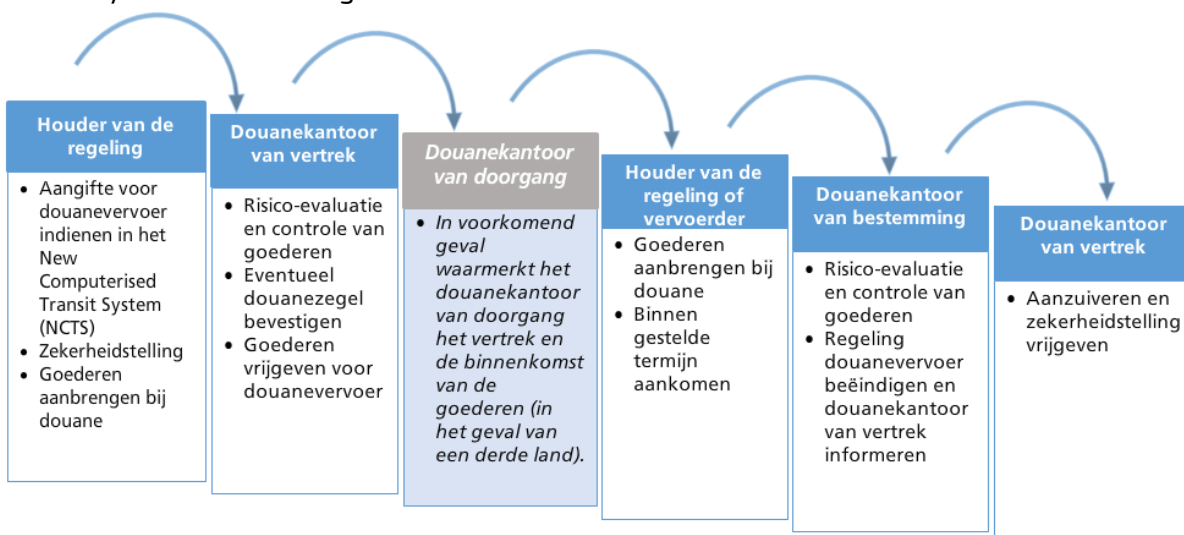 Houder van de
regeling
• Aangifte voor
douanevervoer
indienen in het
New
Computerised
Transit System
(NCTS)
• Zekerheidstelling
• Goederen
aanbrengen bij
douane
Douanekantoor
van vertrek
• Risico-evaluatie
en controle van
goederen
• Eventueel
douanezegel
bevestigen
• Goederen
vrijgeven voor
douanevervoer
Douanekantoor
van doorgang
• In voorkomend
geval
waarmerkt het
douanekantoor
van doorgang
het vertrek en
de binnenkomst
van de
goederen (in
het geval van
een derde land).
Houder van de
regeling of
vervoerder
• Goederen
aanbrengen bij
douane
• Binnen
gestelde
termijn
aankomen
Douanekantoor
van bestemming
• Risico-evaluatie
en controle van
goederen
• Regeling
douanevervoer
beëindigen en
douanekantoor
van vertrek
informeren
Douanekantoor
van vertrek
• Aanzuiveren en
zekerheidstelling
vrijgeven